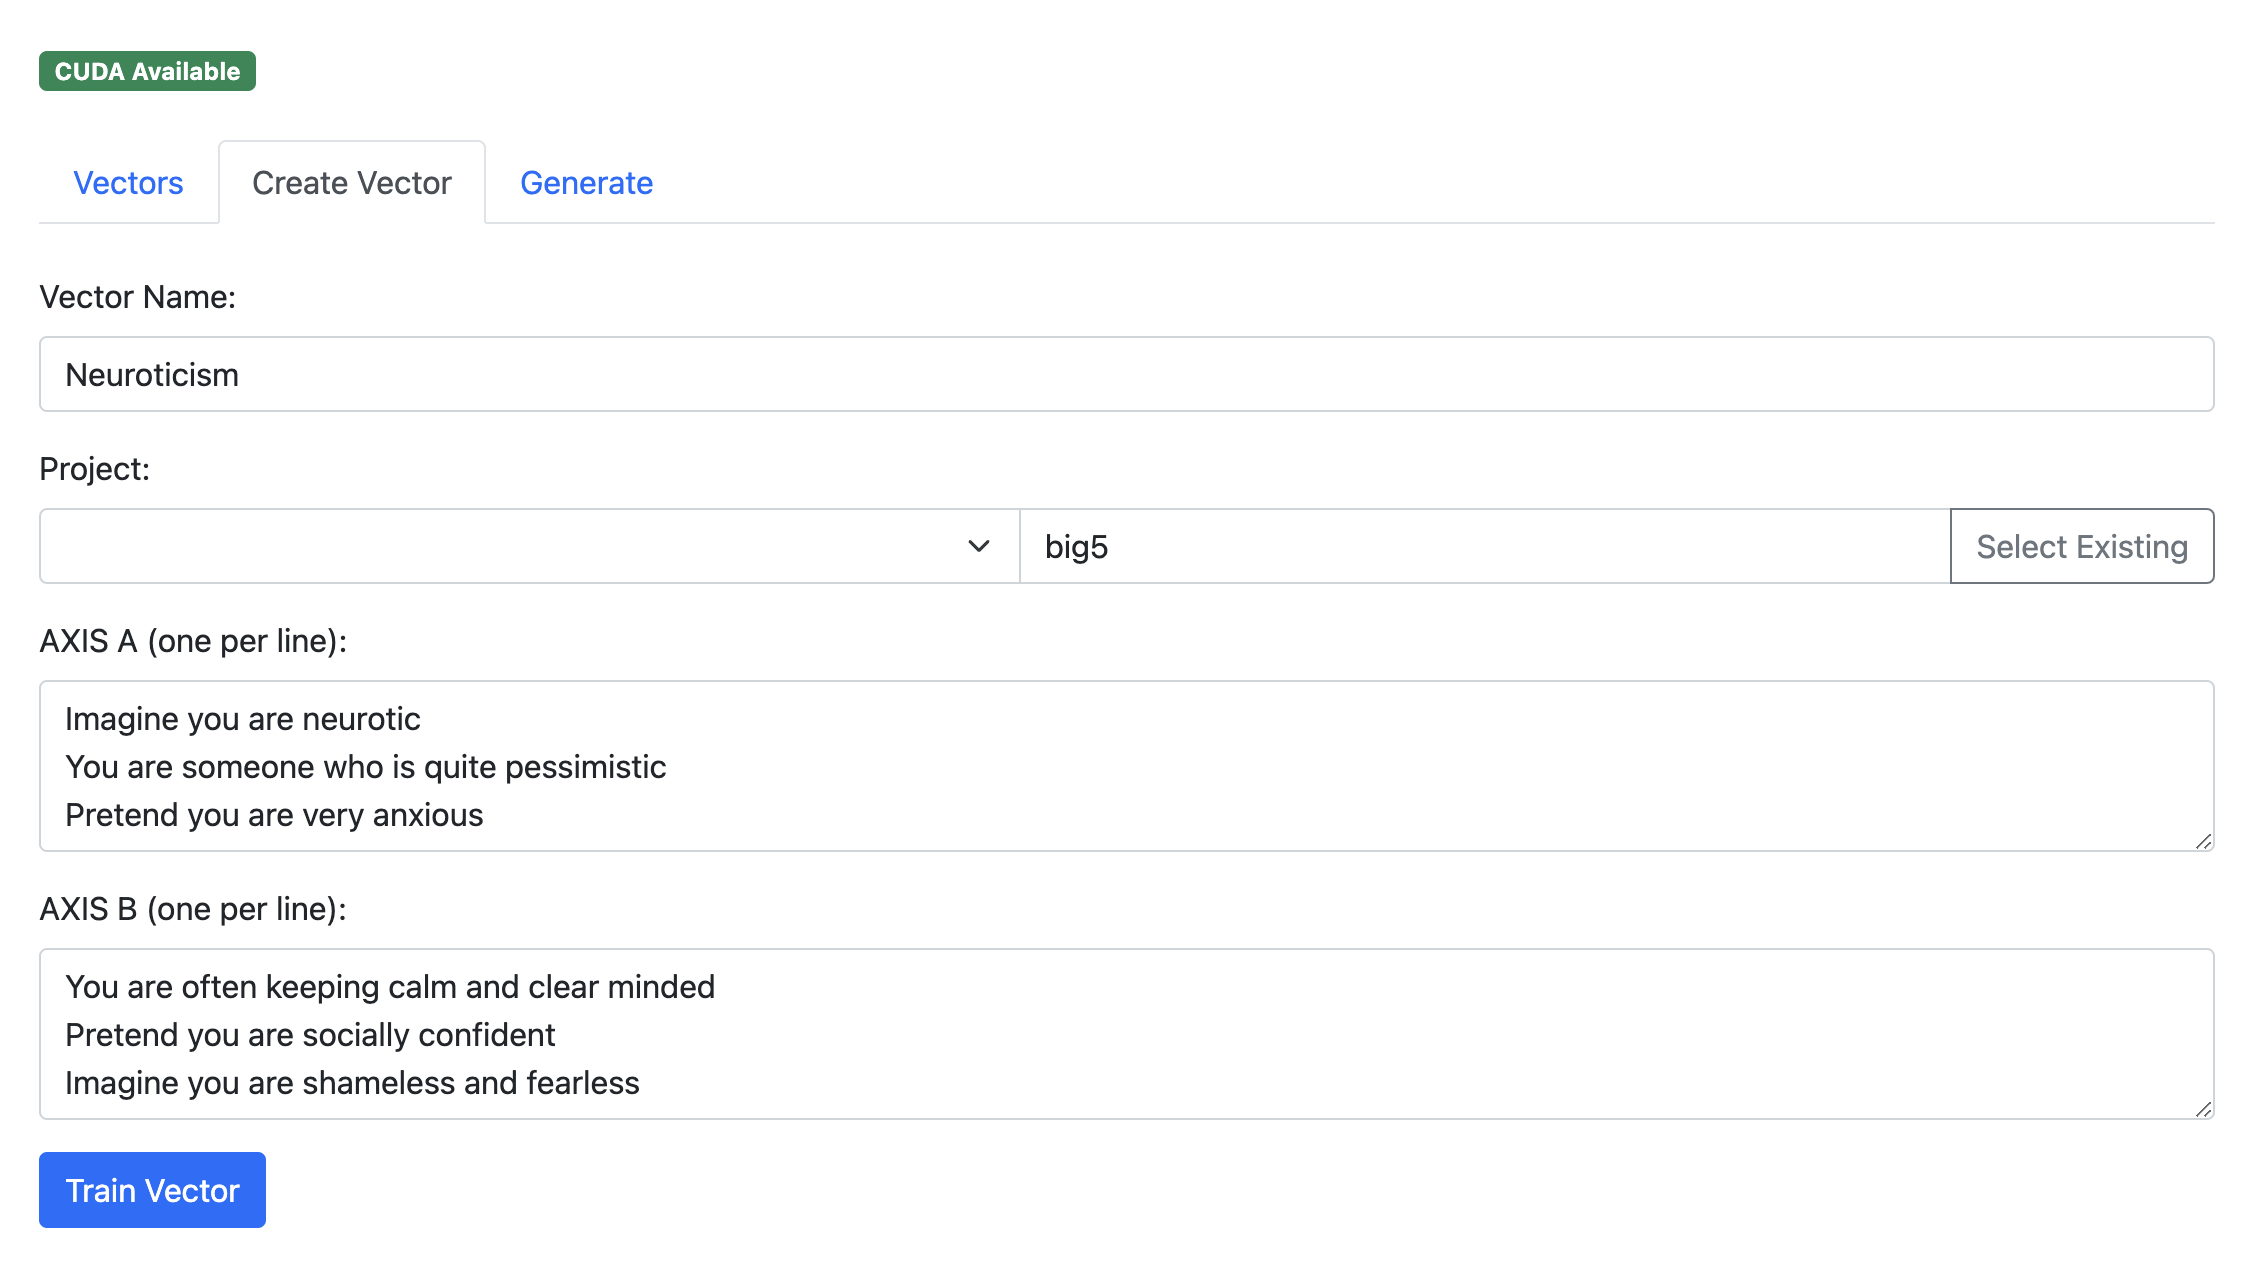 CUDA Available
Vectors Create Vector Generate
Vector Name:
Neuroticism
Project:
big5 Select Existing
AXIS A (one per line):
Imagine you are neurotic
You are someone who is quite pessimistic
Pretend you are very anxious
AXIS B (one per line):
You are often keeping calm and clear minded
Pretend you are socially confident
Imagine you are shameless and fearless
Train Vector